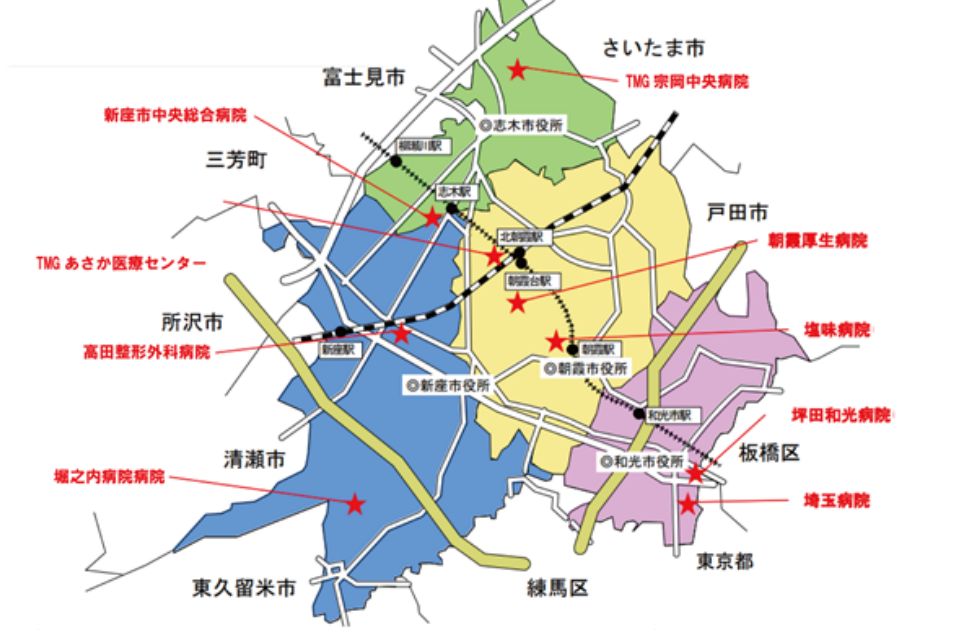 さいたま市
富士見市
TMG 宗岡中央病院
新座市中央総合病院
◎志木市役所
柳瀬川駅
三芳町
志木駅
戸田市
北朝霞駅
朝霞厚生病院
TMG あさか医療センター
朝霞台駅
所沢市
塩味病院
高田整形外科病院
新座駅
朝霞駅
◎朝霞市役所
◎新座市役所
和光市駅
坪田和光病院
板橋区
清瀬市
◎和光市役所
堀之内病院病院
埼玉病院
東京都
東久留米市
練馬区